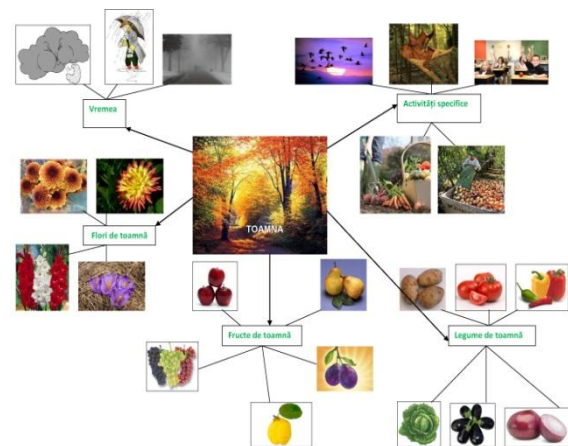 Vremea
Activități specifice
TOAMNA
Flori de toamnă
Fructe de toamnă
Legume de toamnă